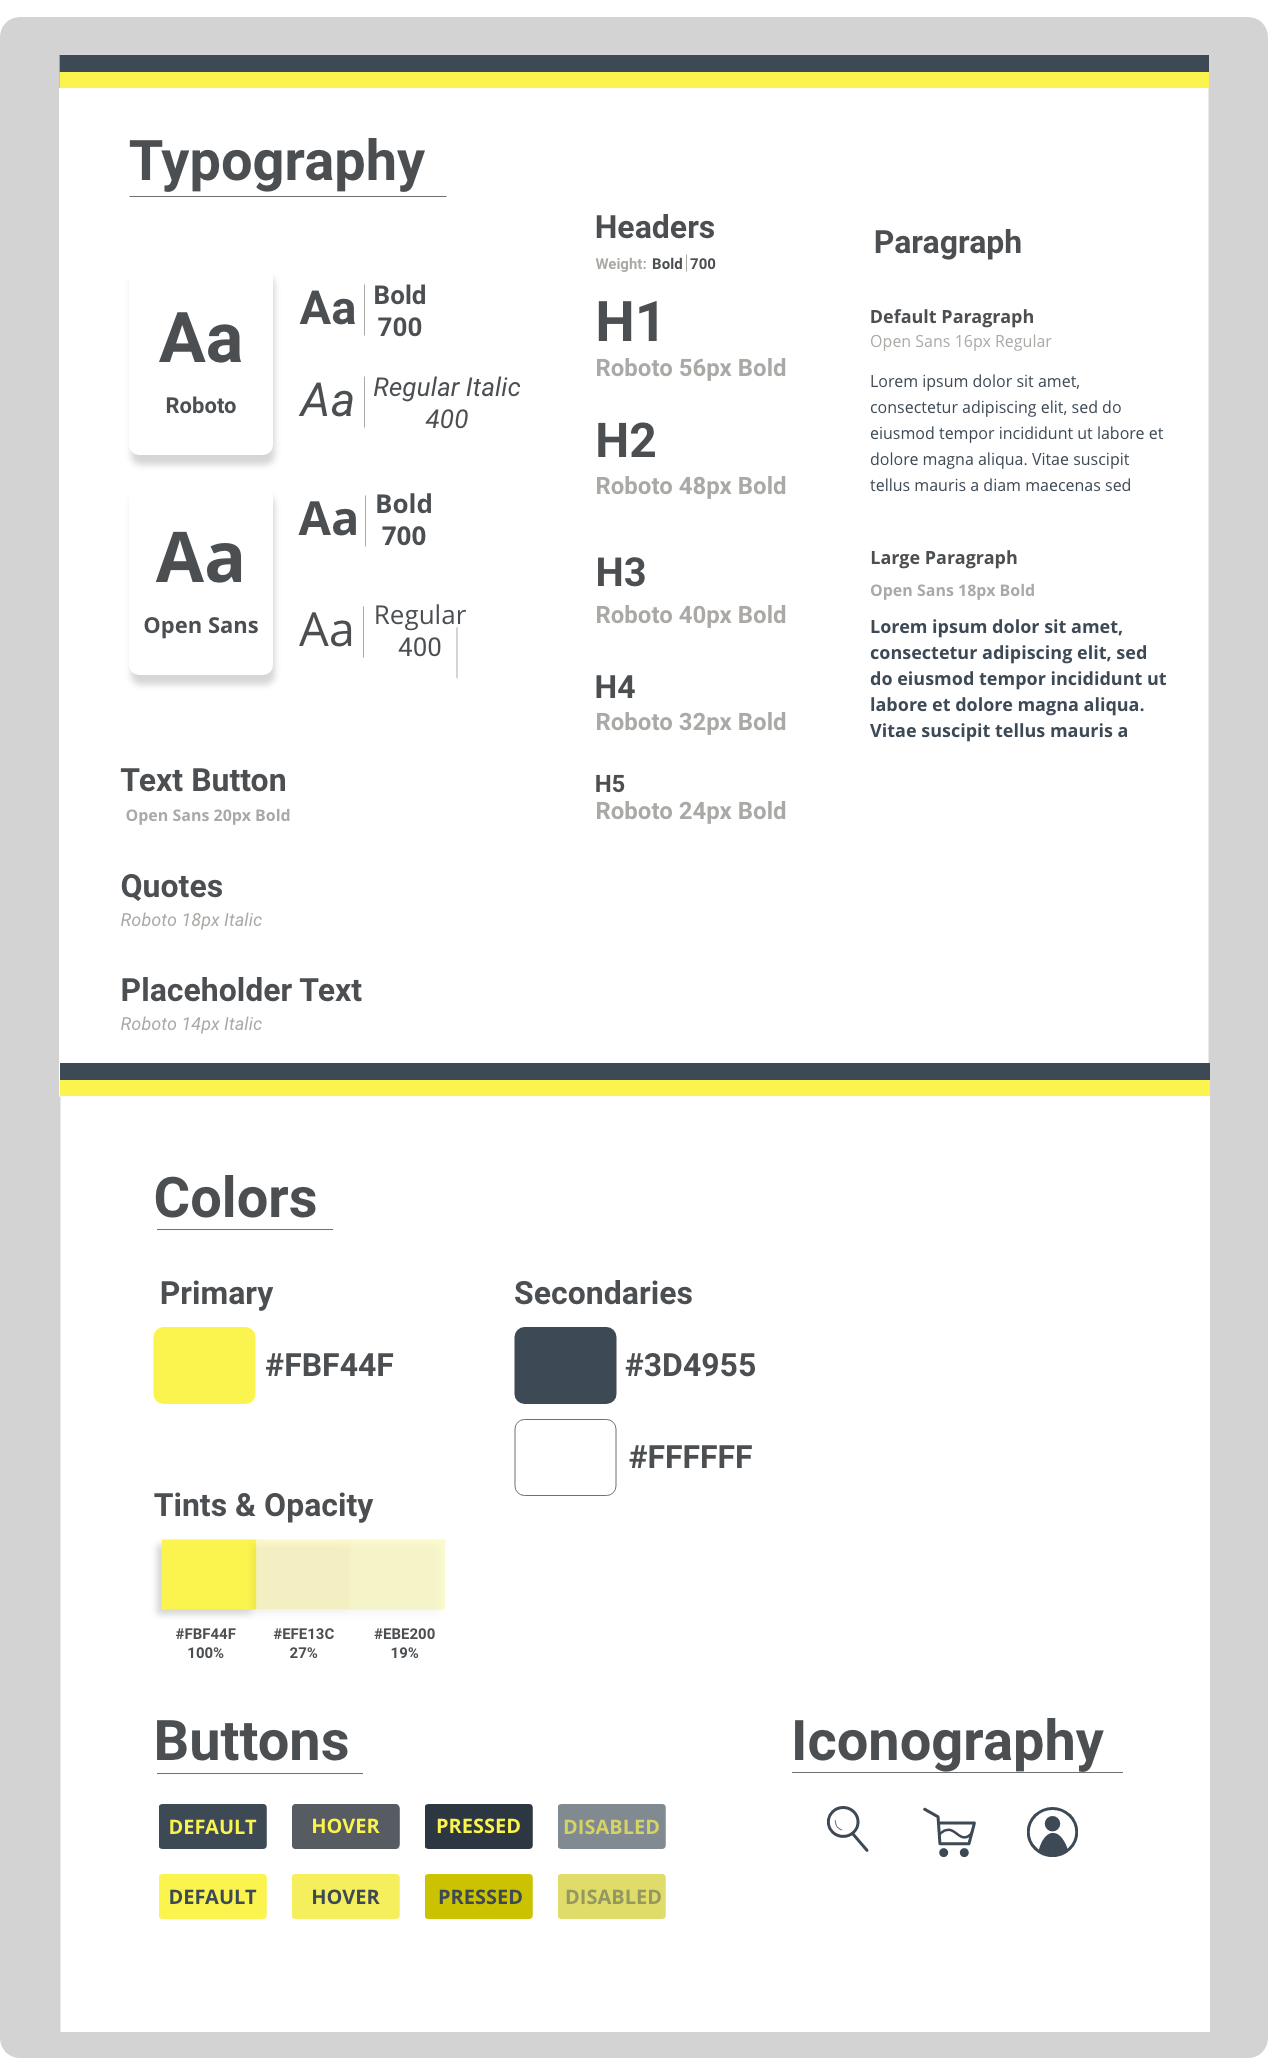 Typography
Aa
Roboto
Aa
Bold
700
Aa
Regular Italic
400
Aa
Open Sans
Aa
Bold
700
Aa
Regular
400
Text Button
Open Sans 20px Bold
Quotes
Roboto 18px Italic
Placeholder Text
Roboto 14px Italic
Headers
Weight: Bold 700
H1
Roboto 56px Bold
H2
Roboto 48px Bold
H3
Roboto 40px Bold
H4
Roboto 32px Bold
H5
Roboto 24px Bold
Paragraph
Default Paragraph
Open Sans 16px Regular
Lorem ipsum dolor sit amet,
consectetur adipiscing elit, sed do
eiusmod tempor incididunt ut labore et
dolore magna aliqua. Vitae suscipit
tellus mauris a diam maecenas sed
Large Paragraph
Open Sans 18px Bold
Lorem ipsum dolor sit amet,
consectetur adipiscing elit, sed
do eiusmod tempor incididunt ut
labore et dolore magna aliqua.
Vitae suscipit tellus mauris a
Colors
Primary
#FBF44F
Secondaries
#3D4955
#FFFFFF
Tints & Opacity
#FBF44F
100%
#EFE13C
27%
#EBE200
19%
Buttons
DEFAULT
HOVER
PRESSED
DISABLED
DEFAULT
HOVER
PRESSED
DISABLED
Iconography